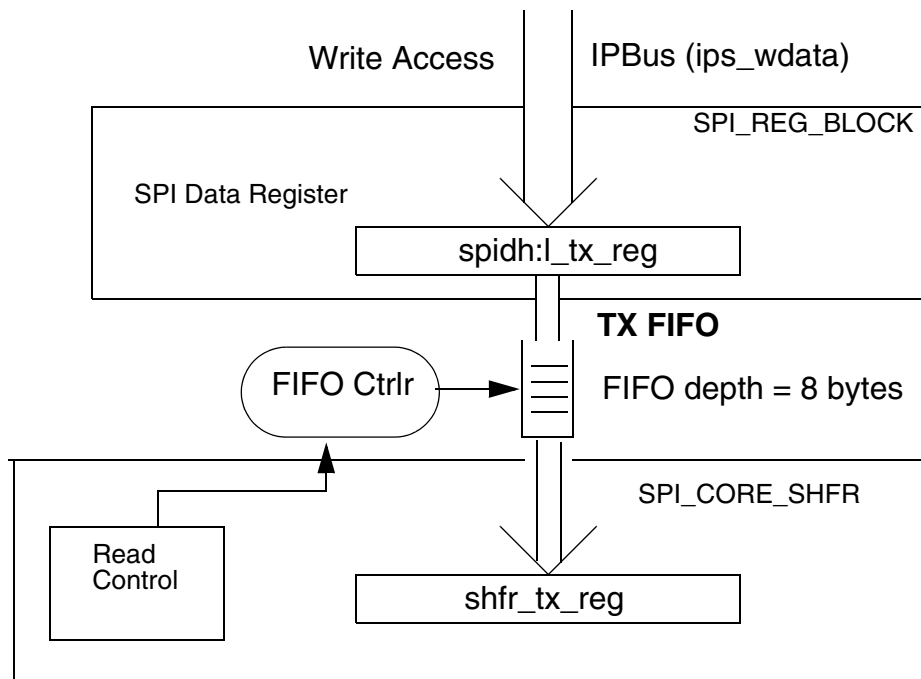 Write Access
IPBus (ips_wdata)
SPI_REG_BLOCK
SPI Data Register
spidh:l_tx_reg
TX FIFO
FIFO Ctrlr
FIFO depth = 8 bytes
SPI_CORE_SHFR
Read
Control
shfr_tx_reg